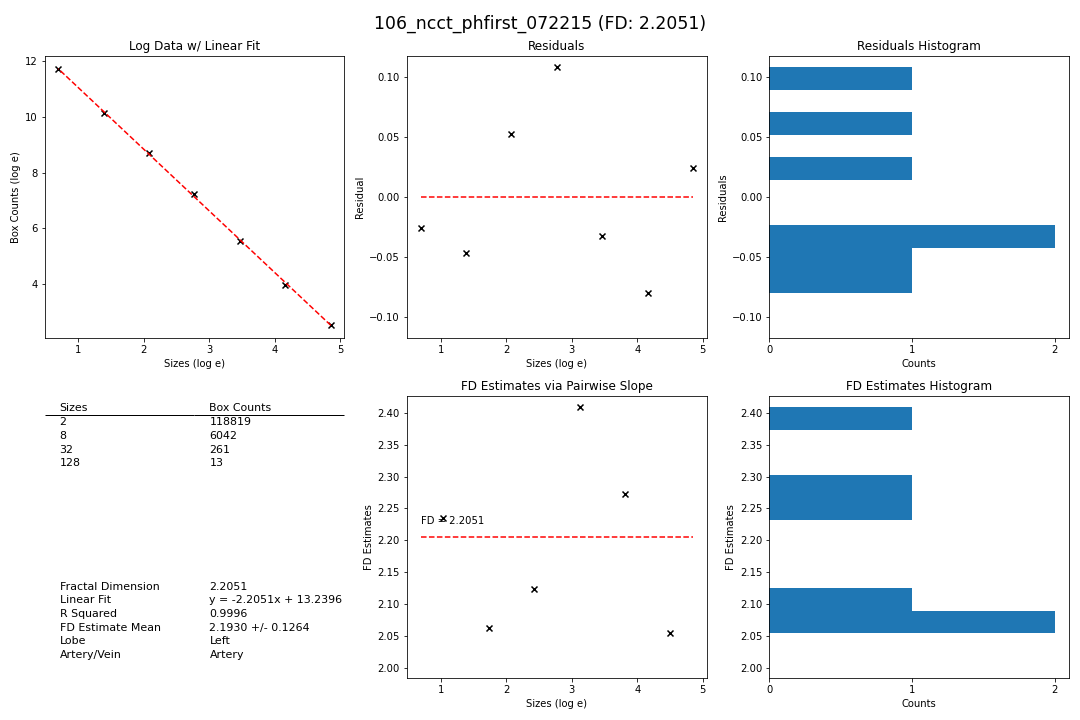 106_ncct_phfirst_072215 (FD: 2.2051)
Log Data w/ Linear Fit
12
10
8
6
4
Box Counts (log e)
1 2 3 4 5
Sizes (log e)
Residuals
0.10
0.05
0.00
−0.05
−0.10
Residual
1 2 3 4 5
Sizes (log e)
Residuals Histogram
0.10
0.05
0.00
−0.05
−0.10
Residuals
0 1 2
Counts
Sizes Box Counts
2 118819
8 6042
32 261
128 13
Fractal Dimension 2.2051
Linear Fit y = -2.2051x + 13.2396
R Squared 0.9996
FD Estimate Mean 2.1930 +/- 0.1264
Lobe Left
Artery/Vein Artery
FD Estimates via Pairwise Slope
2.40
2.35
2.30
2.25
2.20
2.15
2.10
2.05
2.00
FD Estimates
FD = 2.2051
1 2 3 4 5
Sizes (log e)
FD Estimates Histogram
2.40
2.35
2.30
2.25
2.20
2.15
2.10
2.05
2.00
FD Estimates
0 1 2
Counts